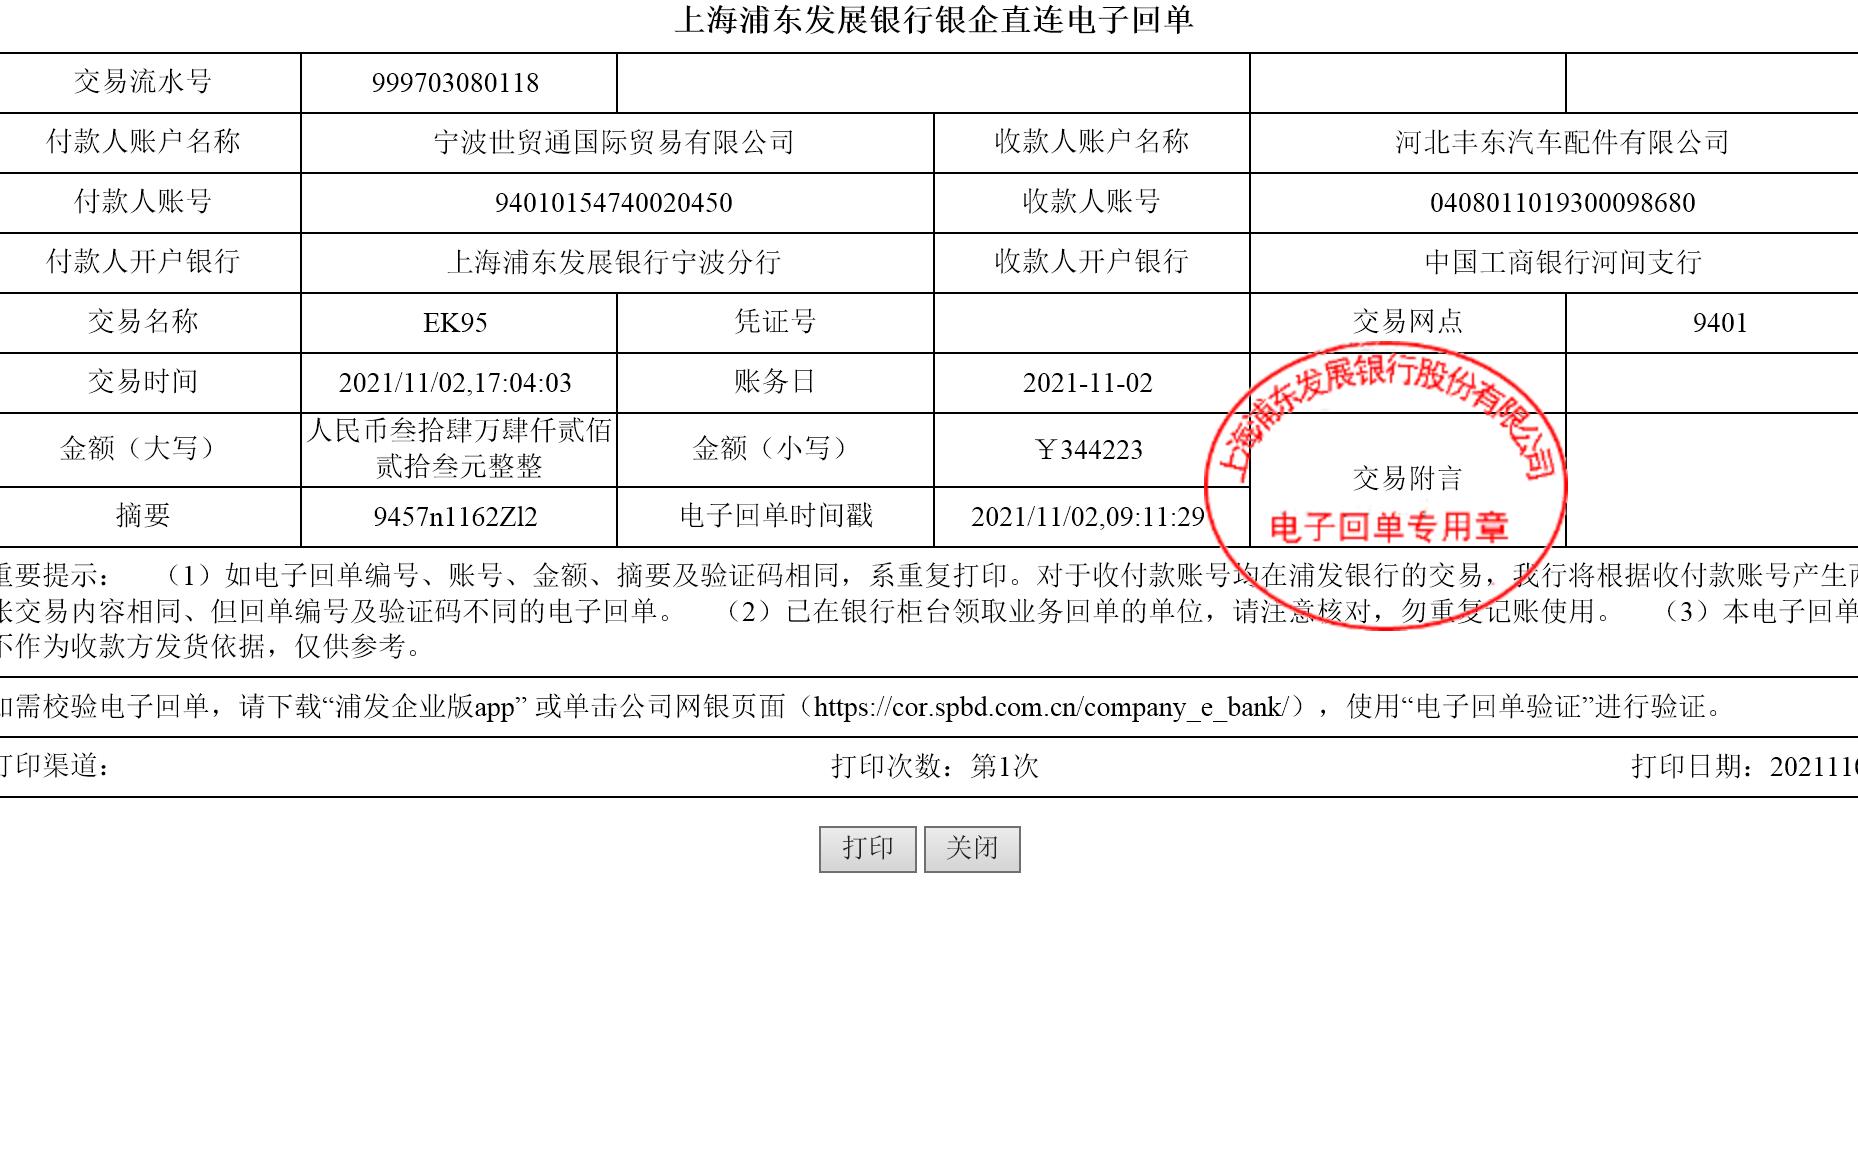 上海浦东发展银行银企直连电子回单
交易流水号 999703080118
付款人账户名称 宁波世贸通国际贸易有限公司 收款人账户名称 河北丰东汽车配件有限公司
付款人账号 94010154740020450 收款人账号 0408011019300098680
付款人开户银行 上海浦东发展银行宁波分行 收款人开户银行 中国工商银行河间支行
交易名称 EK95 凭证号 交易网点 9401
交易时间 2021/11/02,17:04:03 账务日 2021-11-02
金额（大写） 人民币叁拾肆万肆仟贰佰
贰拾叁元整整 金额（小写） ￥344223
交易附言
摘要 9457n1162Zl2 电子回单时间戳 2021/11/02,09:11:29
上海浦东发展银行股份有限公司
电子回单专用章
重要提示： （1）如电子回单编号、账号、金额、摘要及验证码相同，系重复打印。对于收付款账号均在浦发银行的交易，我行将根据收付款账号产生两
张交易内容相同、但回单编号及验证码不同的电子回单。 （2）已在银行柜台领取业务回单的单位，请注意核对，勿重复记账使用。 （3）本电子回单
不作为收款方发货依据，仅供参考。
如需校验电子回单，请下载“浦发企业版app” 或单击公司网银页面（https://cor.spbd.com.cn/company_e_bank/），使用“电子回单验证”进行验证。
打印渠道： 打印次数：第1次 打印日期：2021110
打印 关闭